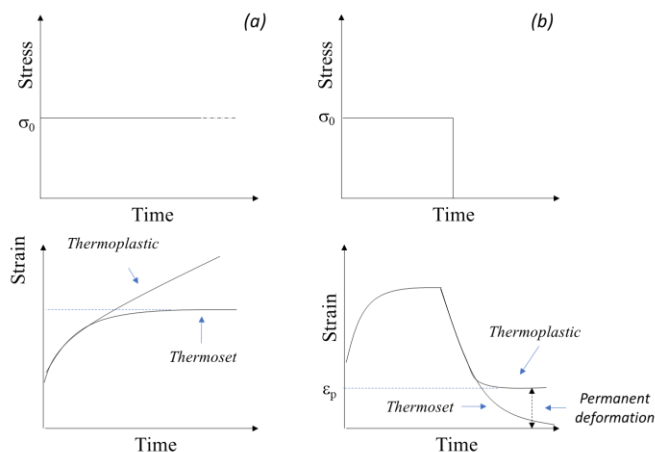 (a)
Stress
σ₀
Time
(b)
Stress
σ₀
Time
Strain
Thermoplastic
Thermoset
Time
Strain
Thermoplastic
εₚ
Thermoset
Permanent
deformation
Time